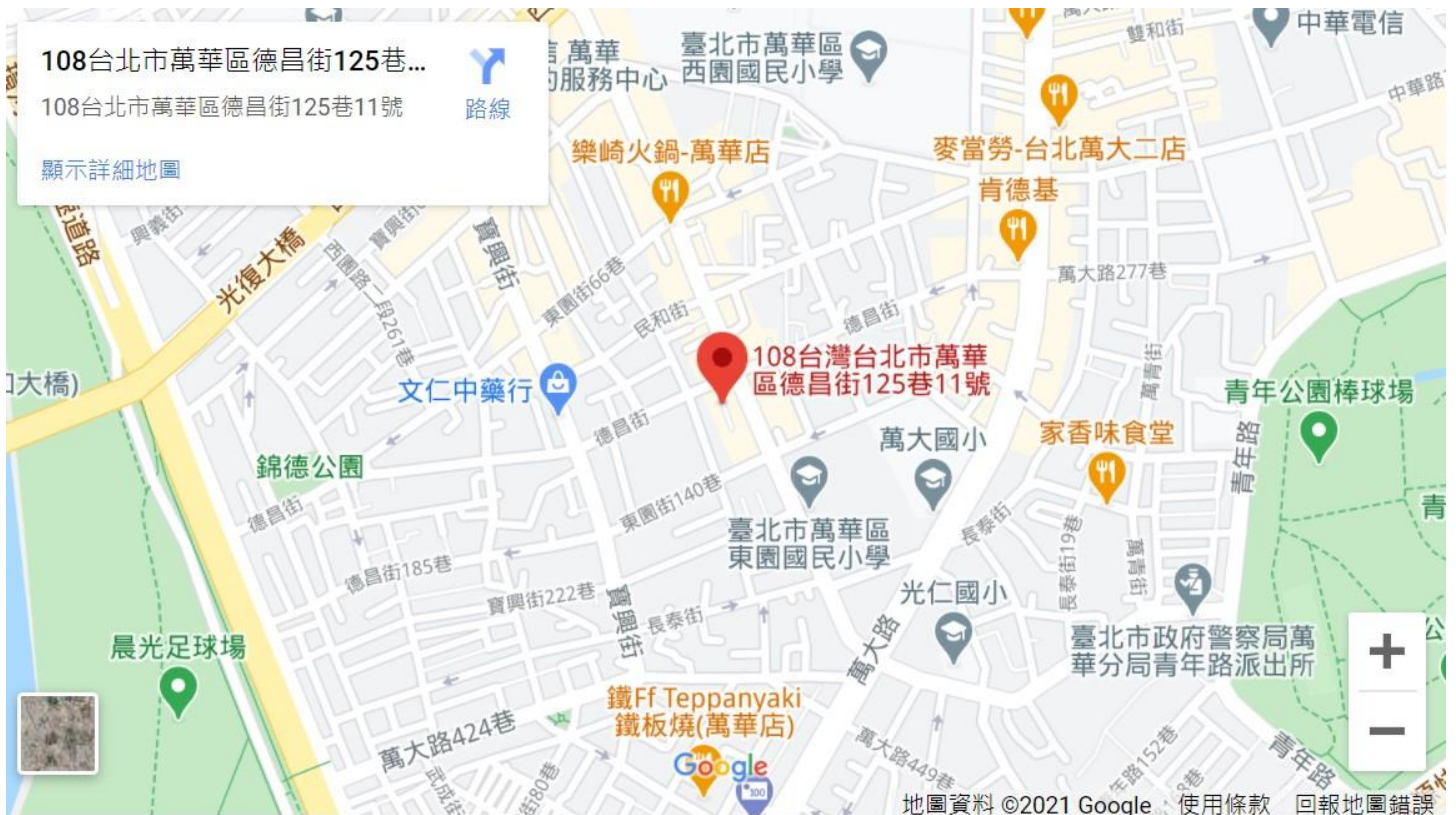 108台北市萬華區德昌街125巷...
108台北市萬華區德昌街125巷11號
路線
顯示詳細地圖
萬華
的服務中心
臺北市萬華區
西園國民小學
雙和街
中華電信
中華路
樂崎火鍋-萬華店
麥當勞-台北萬大二店
肯德基
興義街
寶興街
光復大橋
西園路二段261巷
寶興街
東園街66巷
民和街
德昌街
萬大路277巷
108台灣台北市萬華
區德昌街125巷11號
大橋)
文仁中藥行
德昌街
萬青街
青年公園棒球場
青年路
錦德公園
萬大國小
家香味食堂
德昌街
東園街140巷
臺北市萬華區
東園國民小學
長泰街
長泰街19巷
萬青街
青
德昌街185巷
寶興街222巷
寶興街
長泰街
光仁國小
萬大路
臺北市政府警察局萬
華分局青年路派出所
晨光足球場
鐵Ff Teppanyaki
鐵板燒(萬華店)
萬大路424巷
武成街
街80巷
Google
100
萬大路449巷
年路152巷
青年路
地圖資料 ©2021 Google
使用條款
回報地圖錯誤